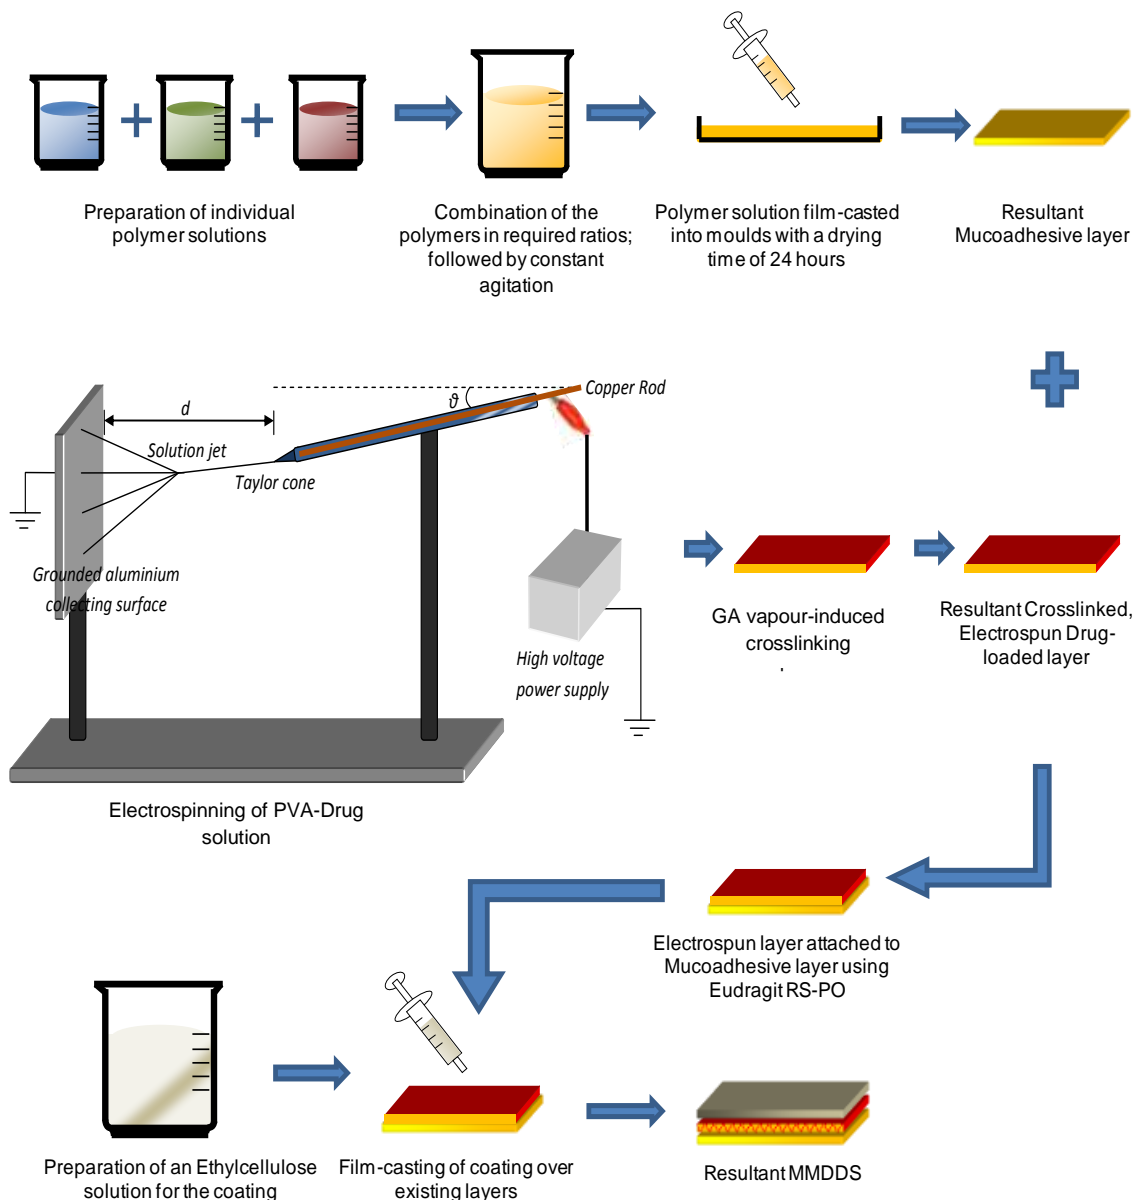 Preparation of individual
polymer solutions
Combination of the
polymers in required ratios;
followed by constant
agitation
Polymer solution film-casted
into moulds with a drying
time of 24 hours
Resultant
Mucoadhesive layer
d
ϑ
Copper Rod
Solution jet
Taylor cone
Grounded aluminium
collecting surface
High voltage
power supply
Electrospinning of PVA-Drug
solution
GA vapour-induced
crosslinking
Resultant Crosslinked,
Electrospun Drug-
loaded layer
Electrospun layer attached to
Mucoadhesive layer using
Eudragit RS-PO
Preparation of an Ethylcellulose
solution for the coating
Film-casting of coating over
existing layers
Resultant MMDDS